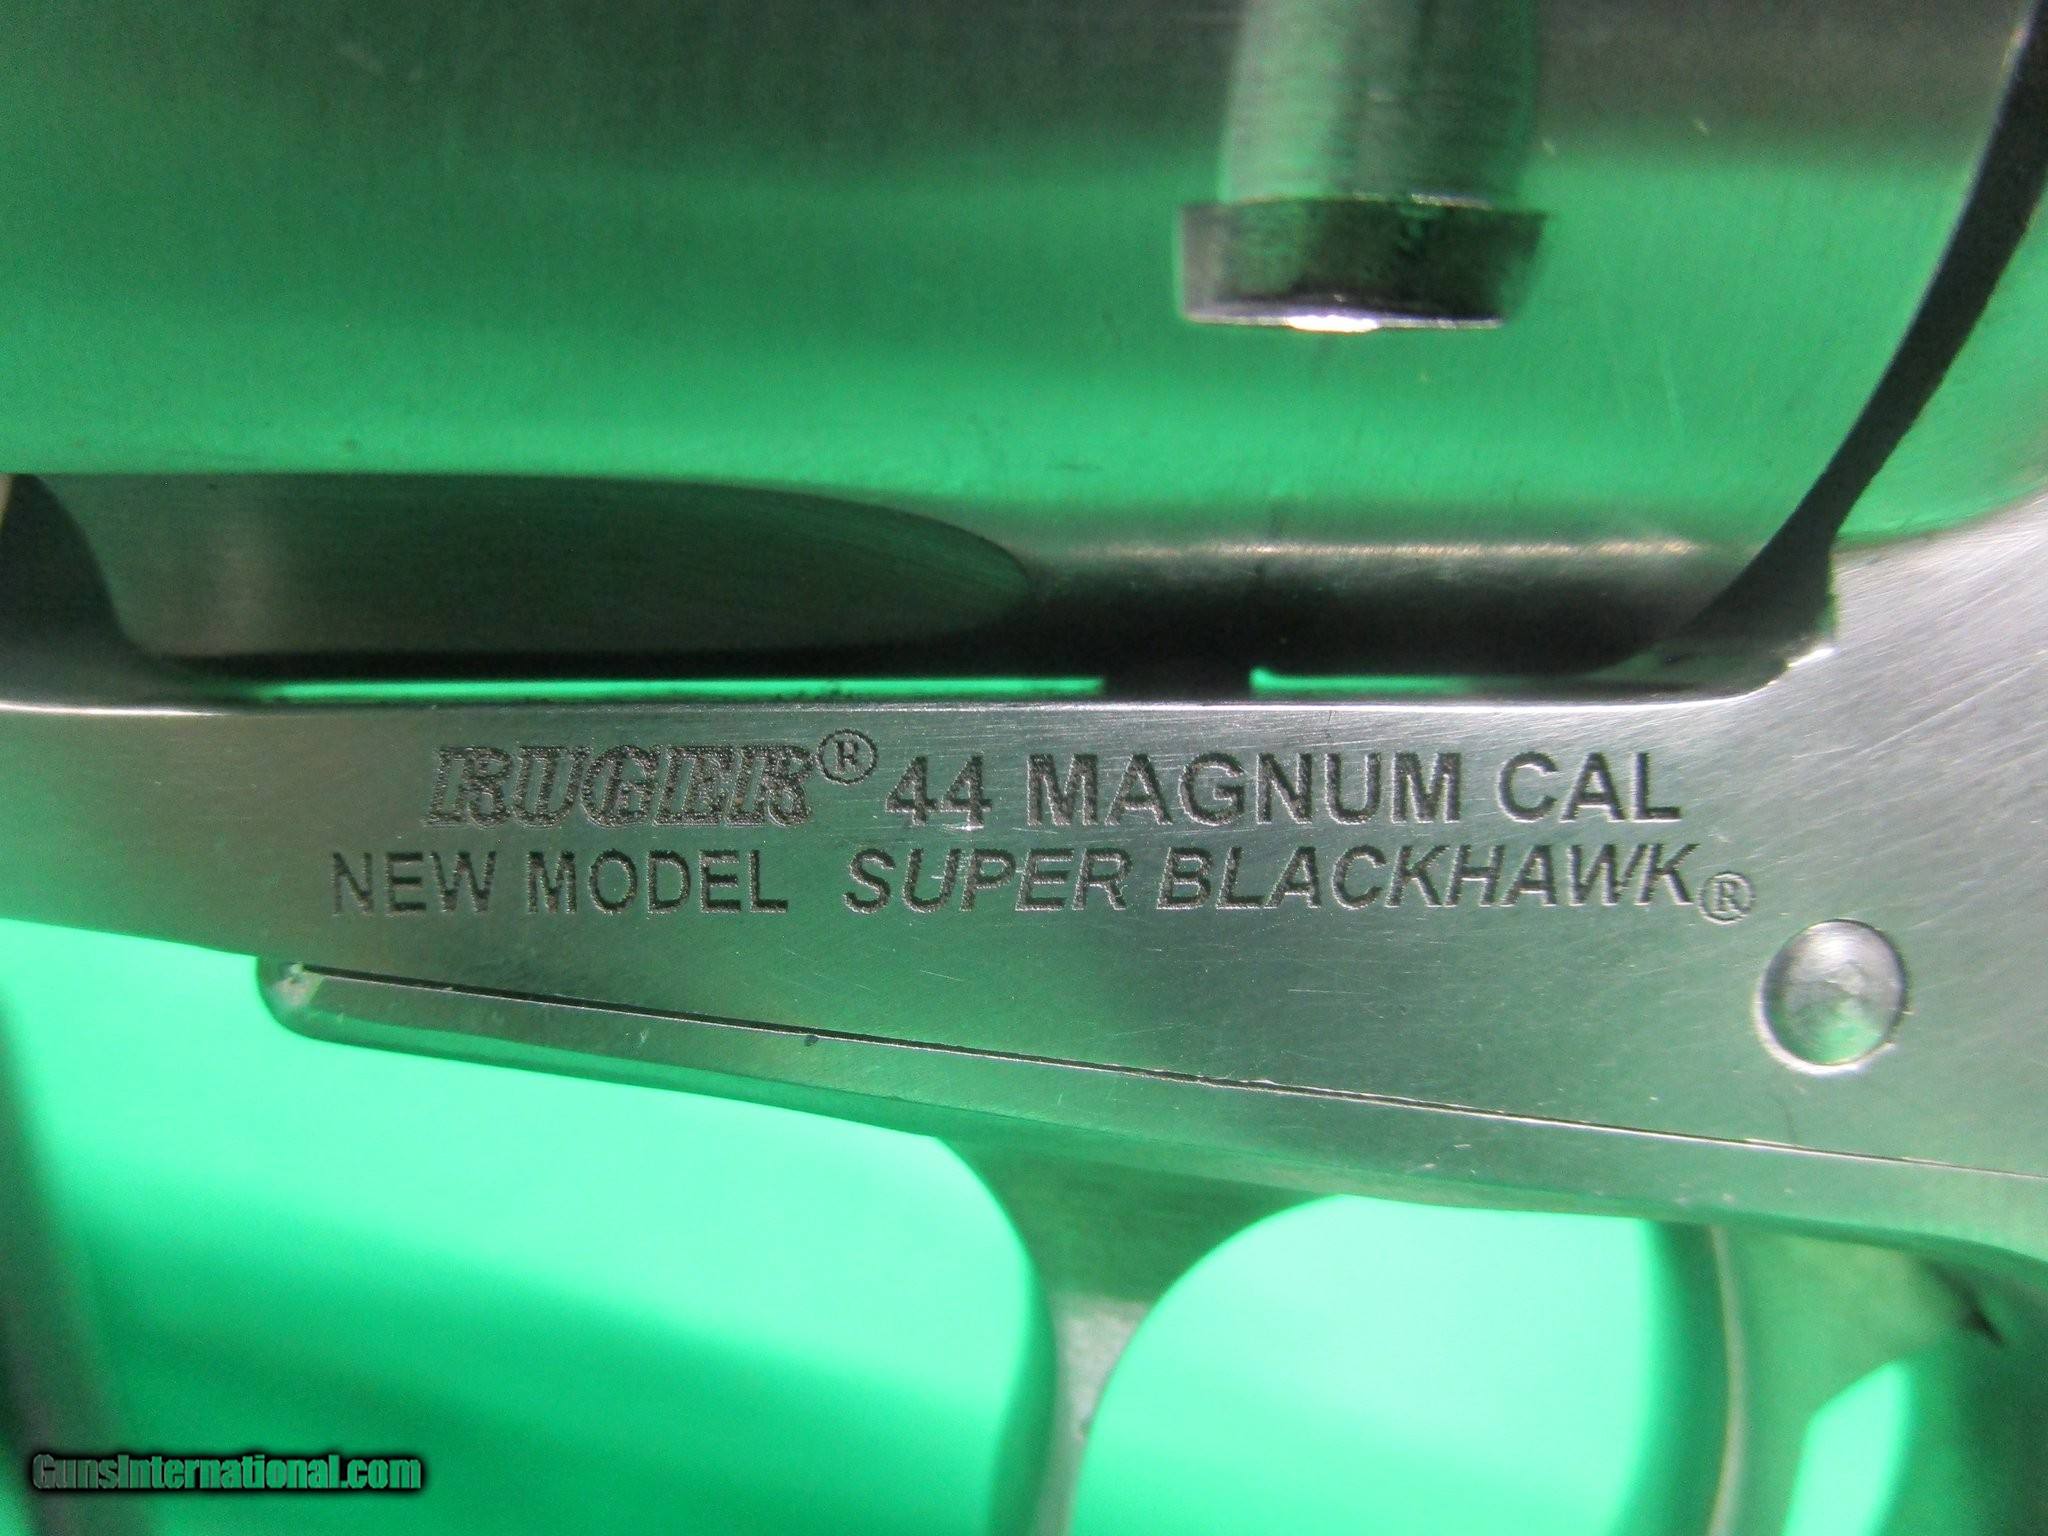 RUGER® 44 MAGNUM CAL
NEW MODEL SUPER BLACKHAWK®
GunsInternational.com